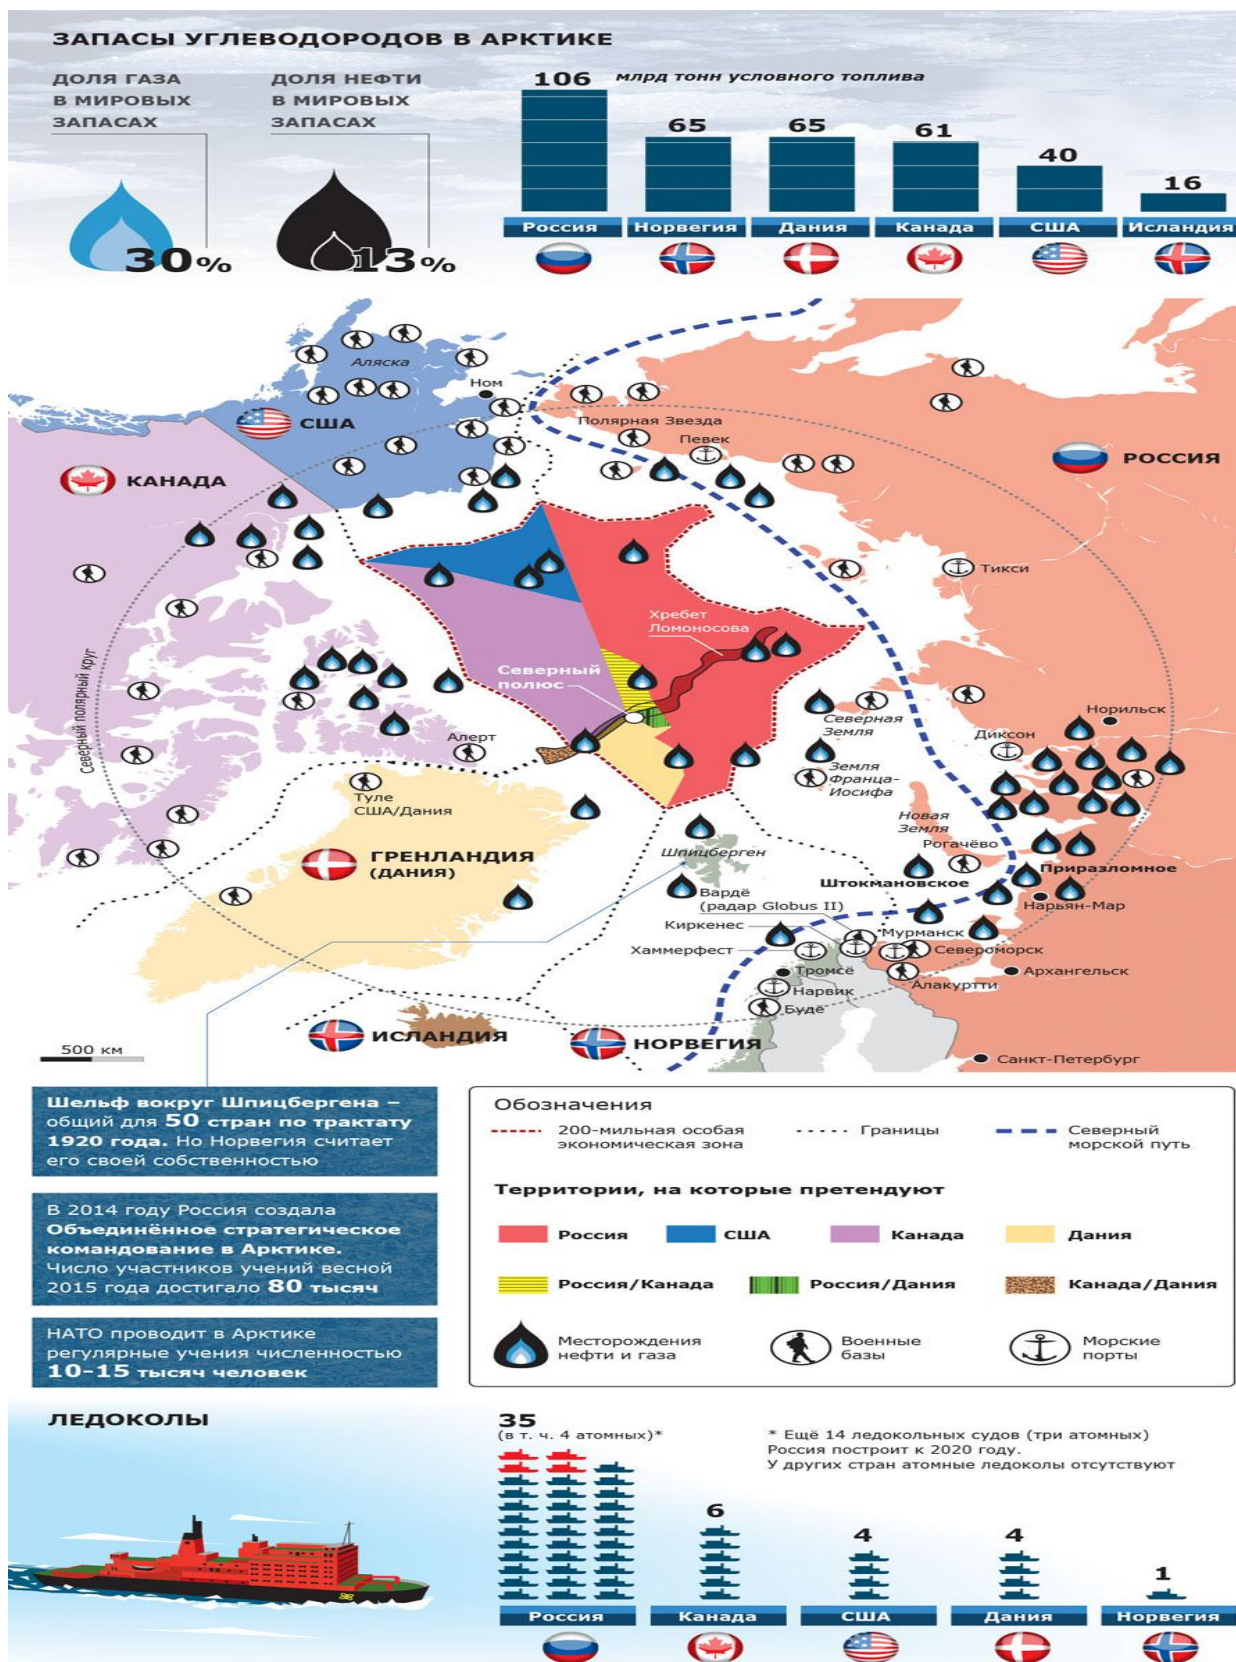 ЗАПАСЫ УГЛЕВОДОРОДОВ В АРКТИКЕ
ДОЛЯ ГАЗА
В МИРОВЫХ
ЗАПАСАХ
30%
ДОЛЯ НЕФТИ
В МИРОВЫХ
ЗАПАСАХ
13%
млрд тонн условного топлива
106
65
65
61
40
16
Россия
Норвегия
Дания
Канада
США
Исландия
Аляска
Ном
США
КАНАДА
Полярная Звезда
Певек
РОССИЯ
Тикси
Хребет
Ломоносова
Северный
полюс
Северный полярный круг
Северная
Земля
Норильск
Диксон
Земля
Франца-
Иосифа
Алерт
Туле
США/Дания
Новая
Земля
Рогачёво
ГРЕНЛАНДИЯ
(ДАНИЯ)
Шпицберген
Штокмановское
Приразломное
Вардё
(радар Globus II)
Нарьян-Мар
Киркенес
Мурманск
Хаммерфест
Североморск
Тромсё
Архангельск
Алакуртти
Нарвик
Будё
ИСЛАНДИЯ
НОРВЕГИЯ
Санкт-Петербург
500 км
Шельф вокруг Шпицбергена –
общий для 50 стран по трактату
1920 года. Но Норвегия считает
его своей собственностью
В 2014 году Россия создала
Объединённое стратегическое
командование в Арктике.
Число участников учений весной
2015 года достигало 80 тысяч
НАТО проводит в Арктике
регулярные учения численностью
10-15 тысяч человек
Обозначения
200-мильная особая
экономическая зона
Границы
Северный
морской путь
Территории, на которые претендуют
Россия
США
Канада
Дания
Россия/Канада
Россия/Дания
Канада/Дания
Месторождения
нефти и газа
Военные
базы
Морские
порты
ЛЕДОКОЛЫ
35
(в т. ч. 4 атомных)*
* Ещё 14 ледокольных судов (три атомных)
Россия построит к 2020 году.
У других стран атомные ледоколы отсутствуют
6
4
4
1
Россия
Канада
США
Дания
Норвегия